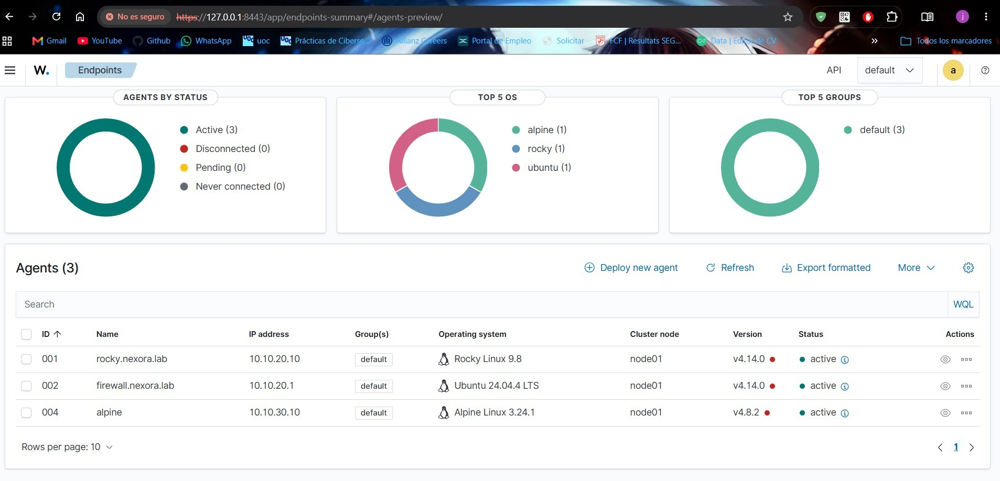 No es seguro https://127.0.0.1:8443/app/endpoints-summary#/agents-preview/ j
Gmail YouTube Github WhatsApp uoc Prácticas de Ciberse... Allianz Careers Portal de Empleo Solicitar FCF | Resultats SEG... Data | Editor de CV » Todos los marcadores
W. Endpoints API default a
AGENTS BY STATUS TOP 5 OS TOP 5 GROUPS
Active (3) alpine (1) default (3)
Disconnected (0) rocky (1)
Pending (0) ubuntu (1)
Never connected (0)
Agents (3) Deploy new agent Refresh Export formatted More
Search WQL
ID Name IP address Group(s) Operating system Cluster node Version Status Actions
001 rocky.nexora.lab 10.10.20.10 default Rocky Linux 9.8 node01 v4.14.0 active
002 firewall.nexora.lab 10.10.20.1 default Ubuntu 24.04.4 LTS node01 v4.14.0 active
004 alpine 10.10.30.10 default Alpine Linux 3.24.1 node01 v4.8.2 active
Rows per page: 10 1